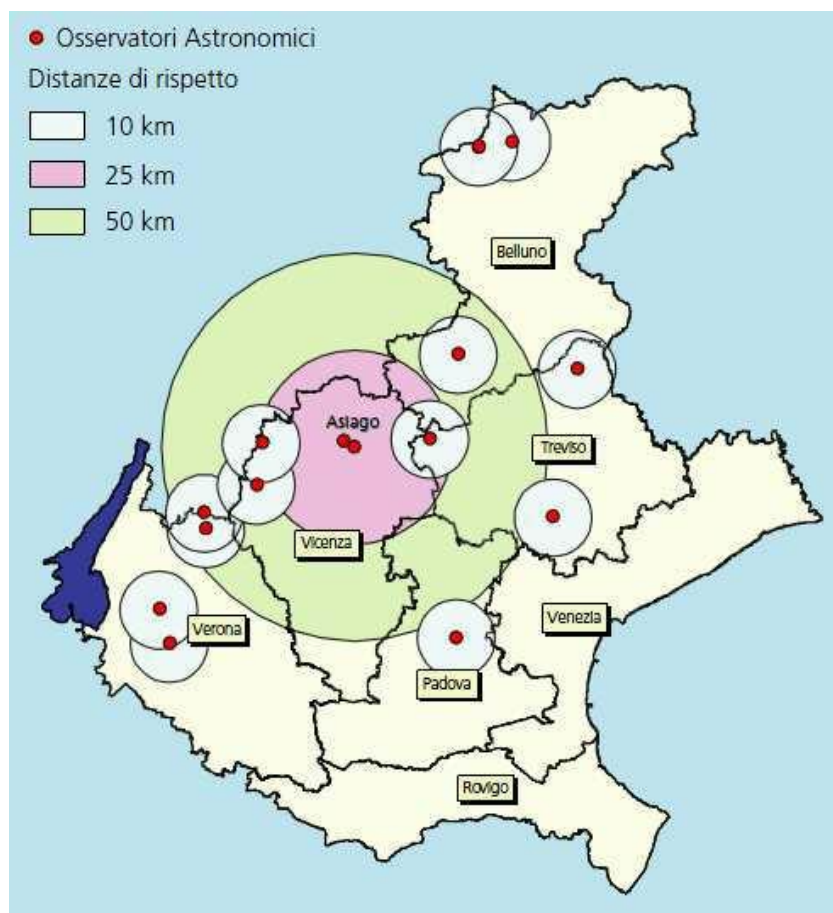 Osservatori Astronomici
Distanze di rispetto
10 km
25 km
50 km
Belluno
Asiago
Treviso
Vicenza
Venezia
Verona
Padova
Rovigo